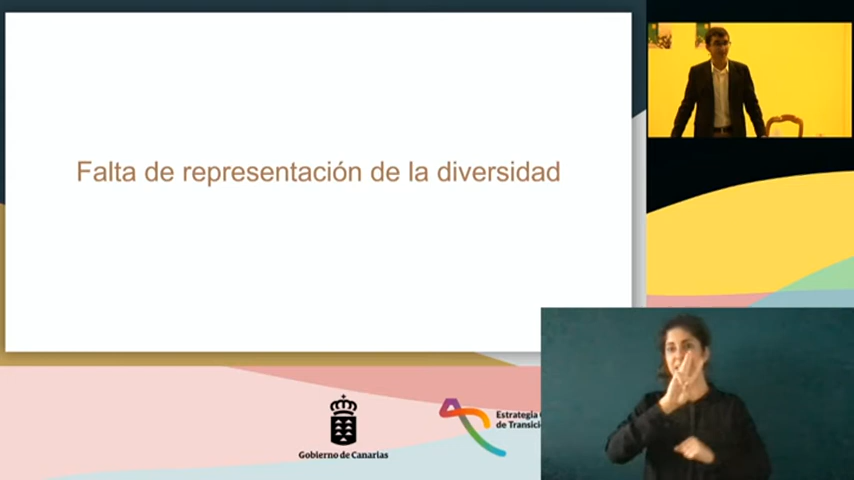 Falta de representación de la diversidad
Estrategia
de Transici
Gobierno de Canarias